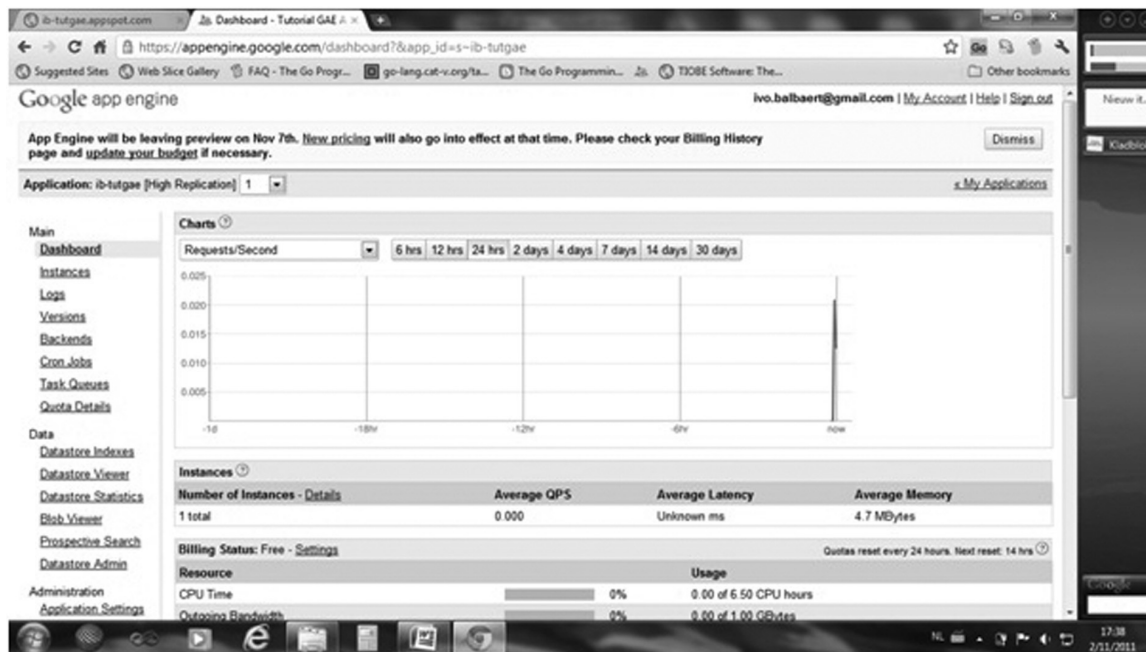 ib-tutgae.appspot.com
Dashboard - Tutorial GAE A
https://appengine.google.com/dashboard?&app_id=s~ib-tutgae
Go
Suggested Sites Web Slice Gallery FAQ - The Go Progr... go-lang.cat-v.org/ta... The Go Programmin... TIOBE Software: The... Other bookmarks
Google app engine
ivo.balbaert@gmail.com | My Account | Help | Sign out
Nieuw it.
App Engine will be leaving preview on Nov 7th. New pricing will also go into effect at that time. Please check your Billing History
page and update your budget if necessary.
Dismiss
Kladblo
Application: ib-tutgae [High Replication] 1
« My Applications
Main
Dashboard
Instances
Logs
Versions
Backends
Cron Jobs
Task Queues
Quota Details
Data
Datastore Indexes
Datastore Viewer
Datastore Statistics
Blob Viewer
Prospective Search
Datastore Admin
Administration
Application Settings
Charts
Requests/Second 6 hrs 12 hrs 24 hrs 2 days 4 days 7 days 14 days 30 days
0.025
0.020
0.015
0.010
0.005
-1d -18hr -12hr -6hr now
Instances
Number of Instances - Details Average QPS Average Latency Average Memory
1 total 0.000 Unknown ms 4.7 MBytes
Billing Status: Free - Settings Quotas reset every 24 hours. Next reset: 14 hrs
Resource Usage
CPU Time 0% 0.00 of 6.50 CPU hours
Outgoing Bandwidth 0% 0.00 of 1.00 GBytes
Google
NL
17:38
2/11/2011